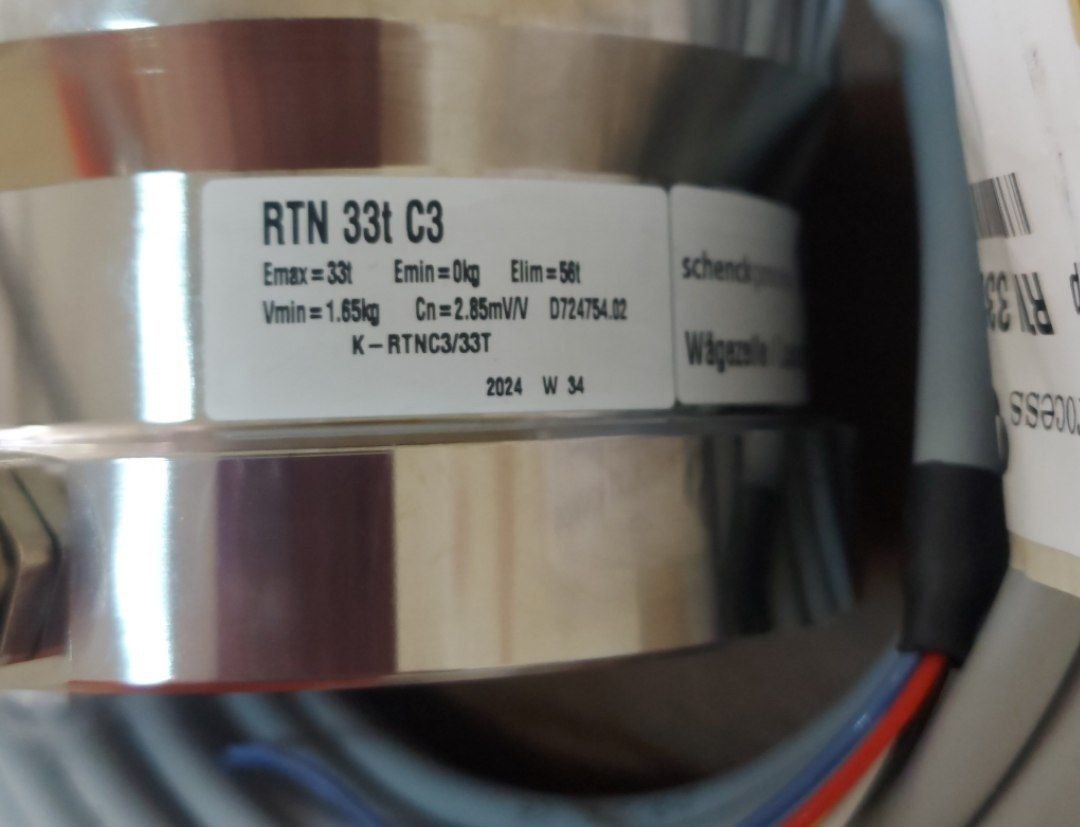 RTN 33t C3
Emax=33t Emin=0kg Elim=56t
Vmin=1.65kg Cn=2.85mV/V D724754.02
K-RTNC3/33T
2024 W 34
schenck
Wägezelle /